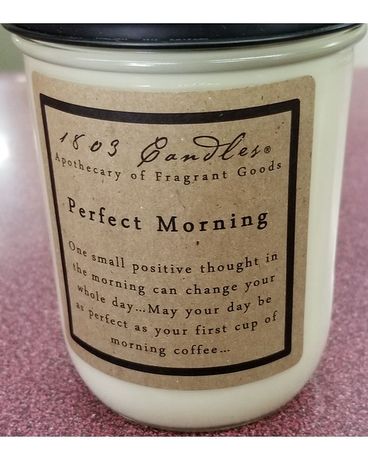 1803 Candles®
Apothecary of Fragrant Goods
Perfect Morning
One small positive thought in
the morning can change your
whole day...May your day be
as perfect as your first cup of
morning coffee...